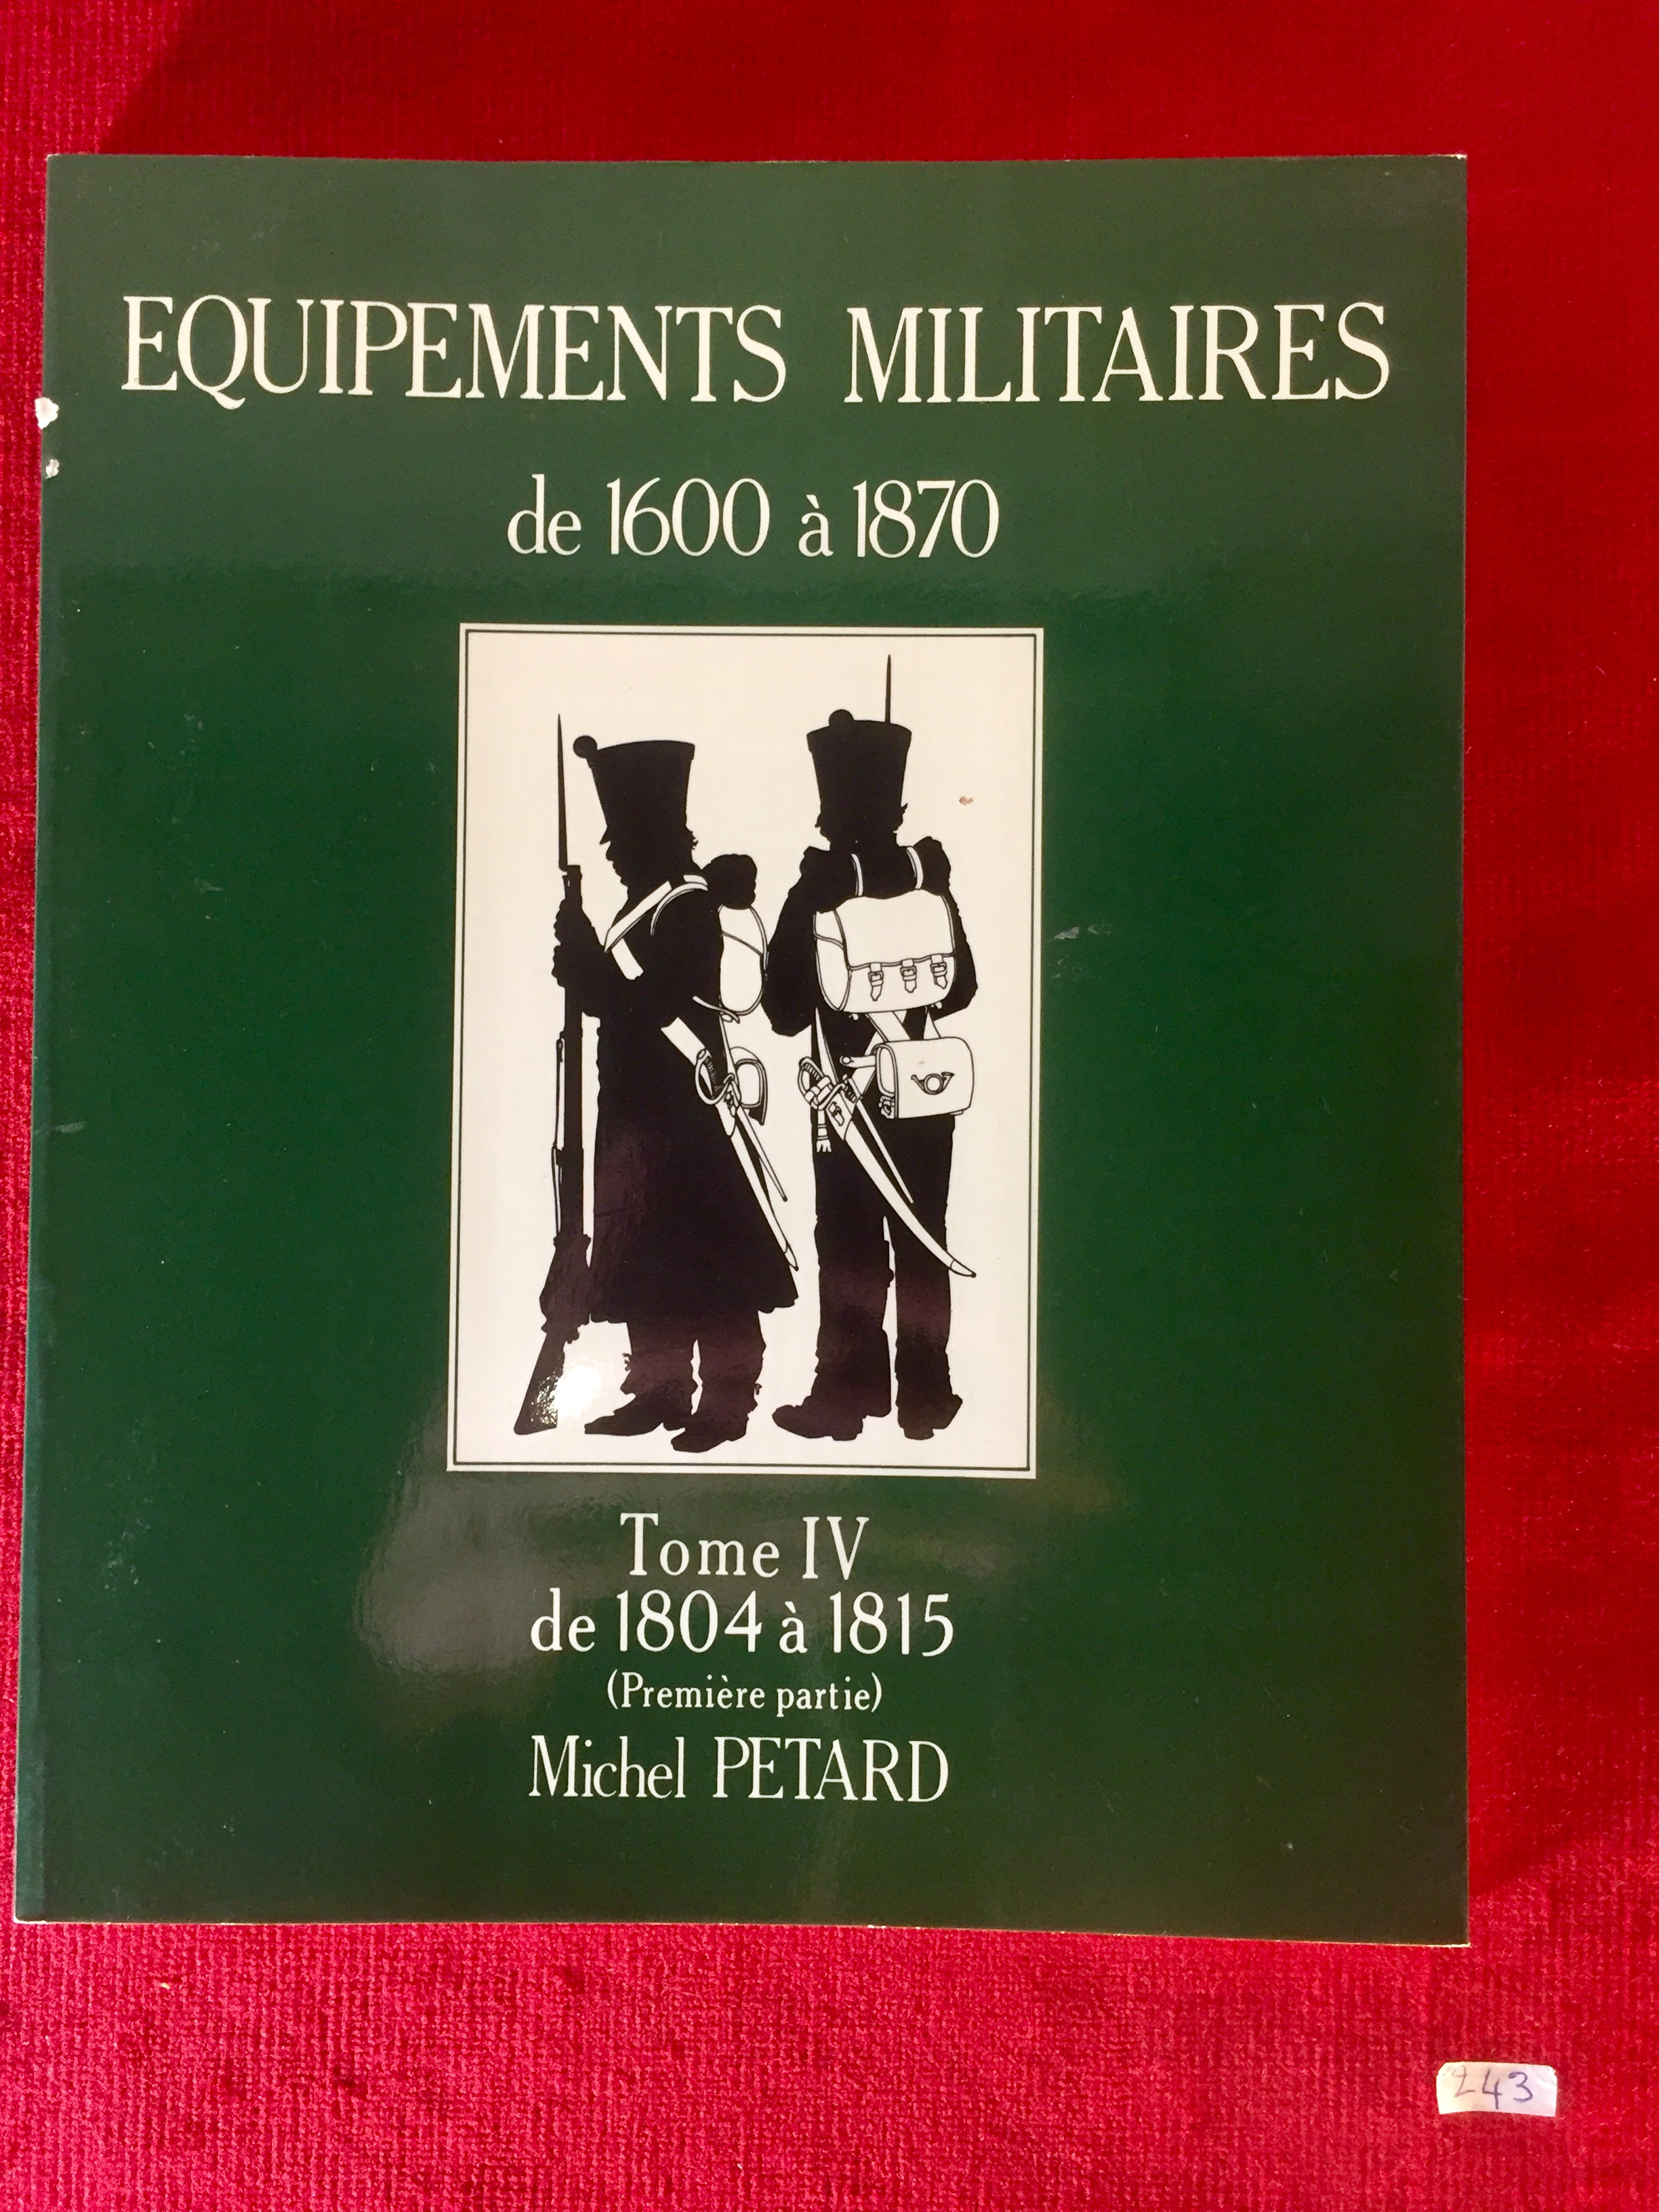 EQUIPEMENTS MILITAIRES
de 1600 à 1870
Tome IV
de 1804 à 1815
(Première partie)
Michel PETARD
243